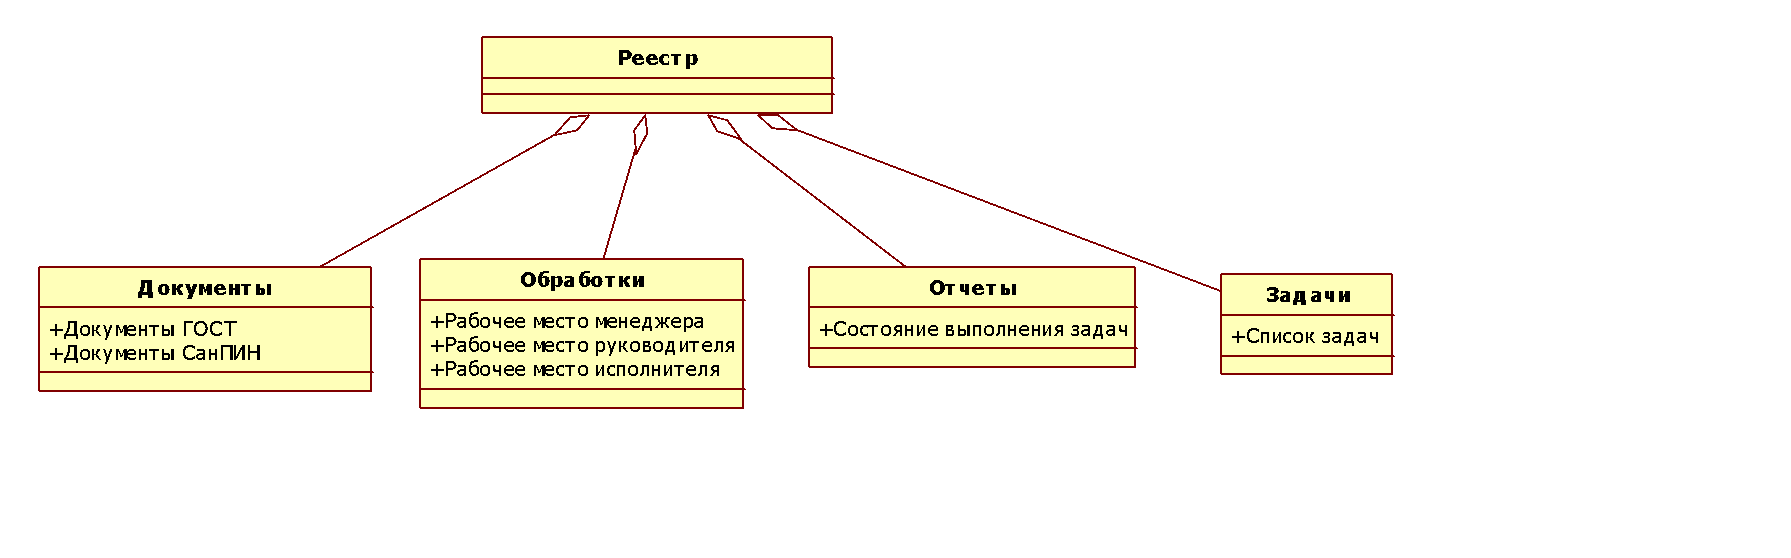 Реестр
Документы
+Документы ГОСТ
+Документы СанПИН
Обработки
+Рабочее место менеджера
+Рабочее место руководителя
+Рабочее место исполнителя
Отчеты
+Состояние выполнения задач
Задачи
+Список задач